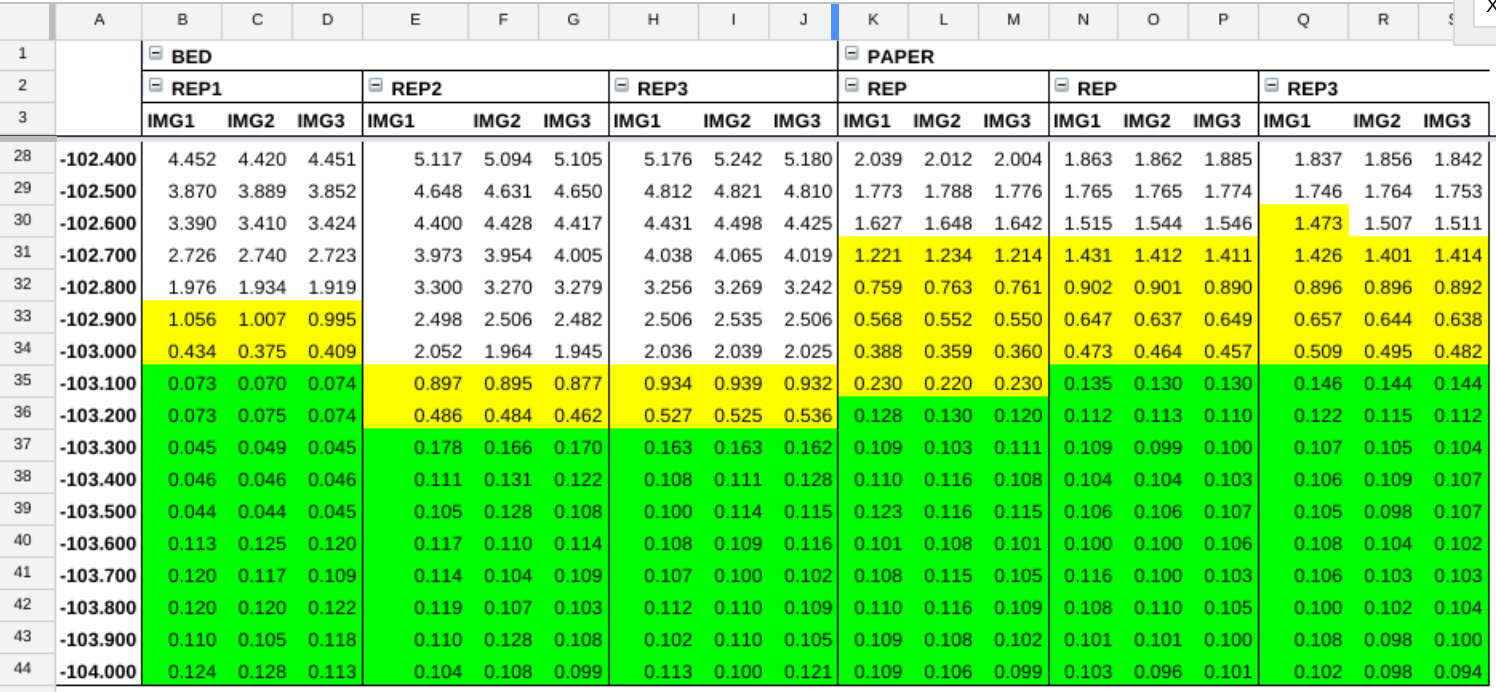 A B C D E F G H I J K L M N O P Q R
1 BED PAPER
2 REP1 REP2 REP3 REP REP REP3
3 IMG1 IMG2 IMG3 IMG1 IMG2 IMG3 IMG1 IMG2 IMG3 IMG1 IMG2 IMG3 IMG1 IMG2 IMG3 IMG1 IMG2 IMG3
28 -102.400 4.452 4.420 4.451 5.117 5.094 5.105 5.176 5.242 5.180 2.039 2.012 2.004 1.863 1.862 1.885 1.837 1.856 1.842
29 -102.500 3.870 3.889 3.852 4.648 4.631 4.650 4.812 4.821 4.810 1.773 1.788 1.776 1.765 1.765 1.774 1.746 1.764 1.753
30 -102.600 3.390 3.410 3.424 4.400 4.428 4.417 4.431 4.498 4.425 1.627 1.648 1.642 1.515 1.544 1.546 1.473 1.507 1.511
31 -102.700 2.726 2.740 2.723 3.973 3.954 4.005 4.038 4.065 4.019 1.221 1.234 1.214 1.431 1.412 1.411 1.426 1.401 1.414
32 -102.800 1.976 1.934 1.919 3.300 3.270 3.279 3.256 3.269 3.242 0.759 0.763 0.761 0.902 0.901 0.890 0.896 0.896 0.892
33 -102.900 1.056 1.007 0.995 2.498 2.506 2.482 2.506 2.535 2.506 0.568 0.552 0.550 0.647 0.637 0.649 0.657 0.644 0.638
34 -103.000 0.434 0.375 0.409 2.052 1.964 1.945 2.036 2.039 2.025 0.388 0.359 0.360 0.473 0.464 0.457 0.509 0.495 0.482
35 -103.100 0.073 0.070 0.074 0.897 0.895 0.877 0.934 0.939 0.932 0.230 0.220 0.230 0.135 0.130 0.130 0.146 0.144 0.144
36 -103.200 0.073 0.075 0.074 0.486 0.484 0.462 0.527 0.525 0.536 0.128 0.130 0.120 0.112 0.113 0.110 0.122 0.115 0.112
37 -103.300 0.045 0.049 0.045 0.178 0.166 0.170 0.163 0.163 0.162 0.109 0.103 0.111 0.109 0.099 0.100 0.107 0.105 0.104
38 -103.400 0.046 0.046 0.046 0.111 0.131 0.122 0.108 0.111 0.128 0.110 0.116 0.108 0.104 0.104 0.103 0.106 0.109 0.107
39 -103.500 0.044 0.044 0.045 0.105 0.128 0.108 0.100 0.114 0.115 0.123 0.116 0.115 0.106 0.106 0.107 0.105 0.098 0.107
40 -103.600 0.113 0.125 0.120 0.117 0.110 0.114 0.108 0.109 0.116 0.101 0.108 0.101 0.100 0.100 0.106 0.108 0.104 0.102
41 -103.700 0.120 0.117 0.109 0.114 0.104 0.109 0.107 0.100 0.102 0.108 0.115 0.105 0.116 0.100 0.103 0.106 0.103 0.103
42 -103.800 0.120 0.120 0.122 0.119 0.107 0.103 0.112 0.110 0.109 0.110 0.116 0.109 0.108 0.110 0.105 0.100 0.102 0.104
43 -103.900 0.110 0.105 0.118 0.110 0.128 0.108 0.102 0.110 0.105 0.109 0.108 0.102 0.101 0.101 0.100 0.108 0.098 0.100
44 -104.000 0.124 0.128 0.113 0.104 0.108 0.099 0.113 0.100 0.121 0.109 0.106 0.099 0.103 0.096 0.101 0.102 0.098 0.094